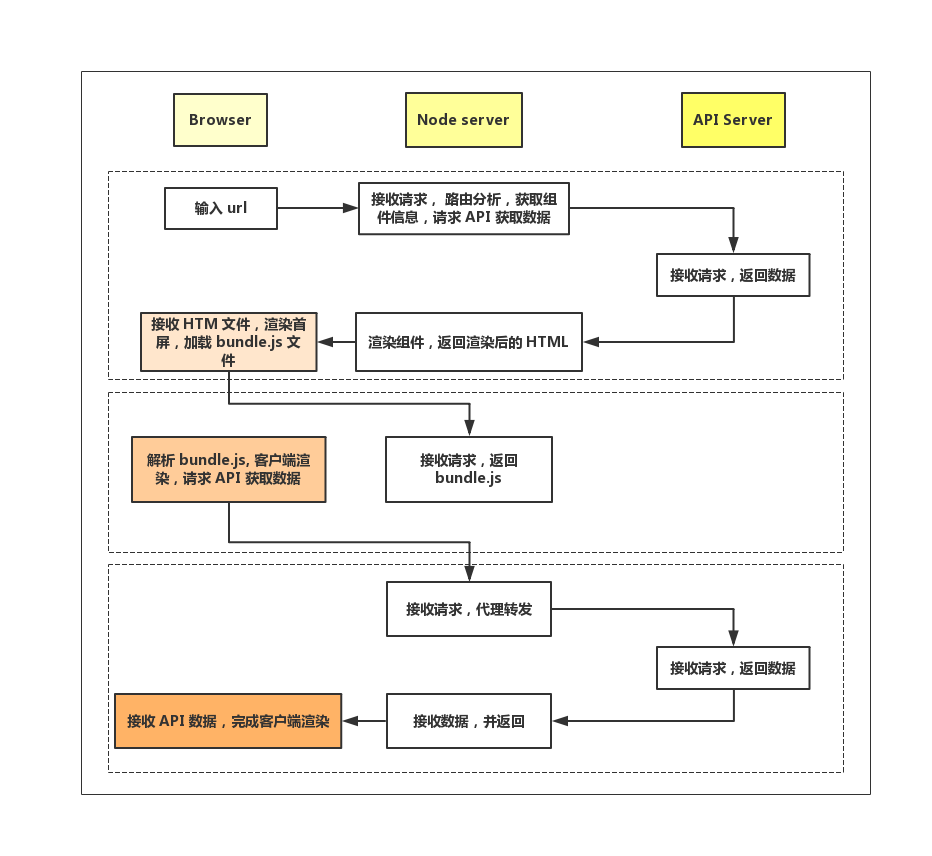 Browser
Node server
API Server
输入 url
接收请求， 路由分析，获取组
件信息，请求 API 获取数据
接收请求，返回数据
接收 HTM 文件，渲染首
屏，加载 bundle.js 文
件
渲染组件，返回渲染后的 HTML
解析 bundle.js, 客户端渲
染，请求 API 获取数据
接收请求，返回
bundle.js
接收请求，代理转发
接收请求，返回数据
接收 API 数据，完成客户端渲染
接收数据，并返回